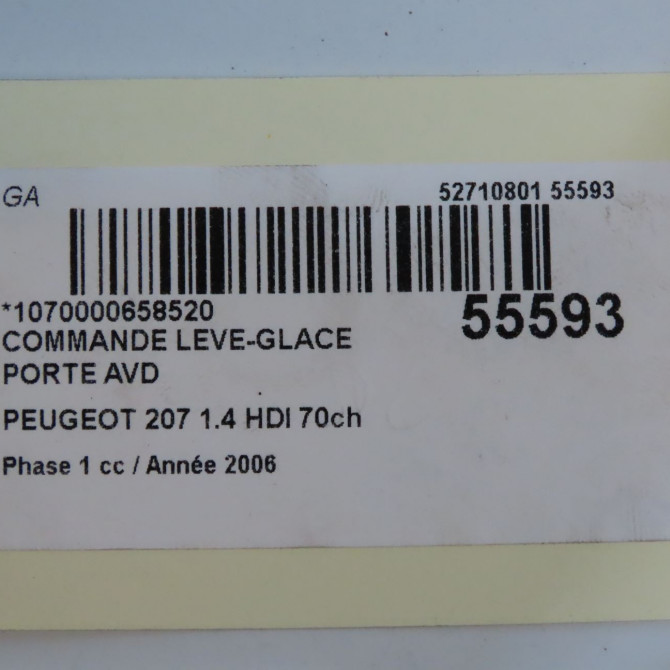 GA
52710801 55593
*1070000658520
55593
COMMANDE LEVE-GLACE
PORTE AVD
PEUGEOT 207 1.4 HDI 70ch
Phase 1 cc / Année 2006